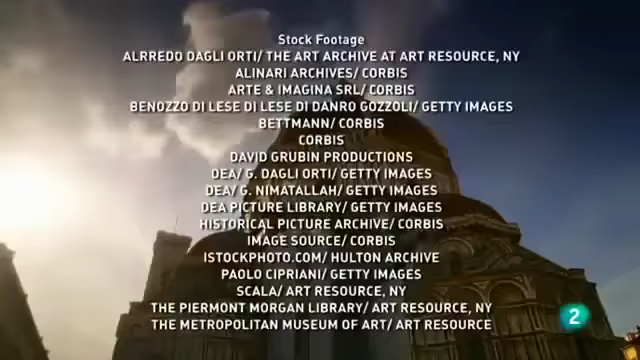 Stock Footage
ALRREDO DAGLI ORTI/ THE ART ARCHIVE AT ART RESOURCE, NY
ALINARI ARCHIVES/ CORBIS
ARTE & IMAGINA SRL/ CORBIS
BENOZZO DI LESE DI LESE DI DANRO GOZZOLI/ GETTY IMAGES
BETTMANN/ CORBIS
CORBIS
DAVID GRUBIN PRODUCTIONS
DEA/ G. DAGLI ORTI/ GETTY IMAGES
DEA/ G. NIMATALLAH/ GETTY IMAGES
DEA PICTURE LIBRARY/ GETTY IMAGES
HISTORICAL PICTURE ARCHIVE/ CORBIS
IMAGE SOURCE/ CORBIS
ISTOCKPHOTO.COM/ HULTON ARCHIVE
PAOLO CIPRIANI/ GETTY IMAGES
SCALA/ ART RESOURCE, NY
THE PIERMONT MORGAN LIBRARY/ ART RESOURCE, NY
THE METROPOLITAN MUSEUM OF ART/ ART RESOURCE
2